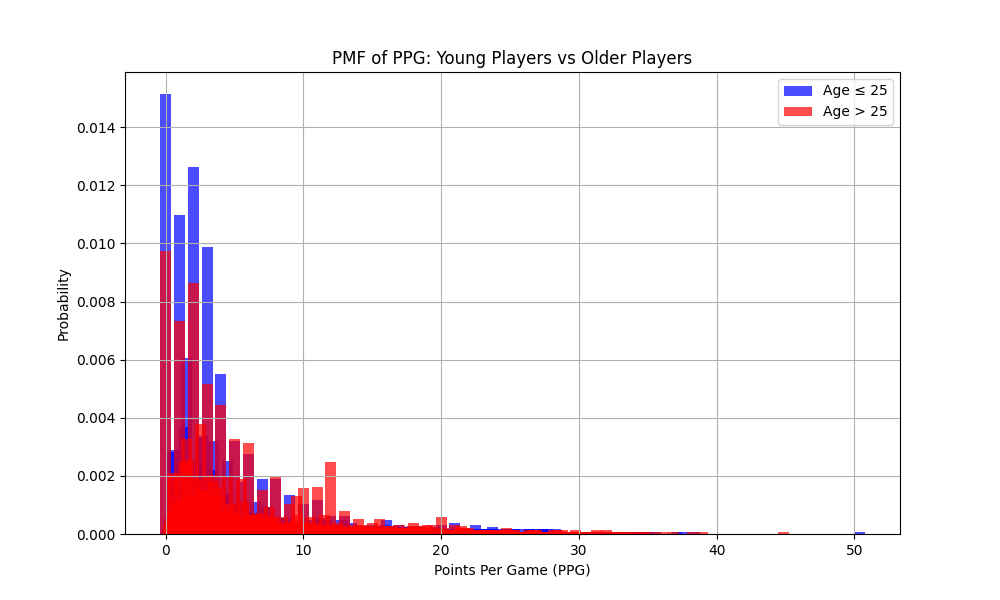 PMF of PPG: Young Players vs Older Players
Age ≤ 25
Age > 25
0.014
0.012
0.010
0.008
0.006
0.004
0.002
0.000
Probability
0 10 20 30 40 50
Points Per Game (PPG)